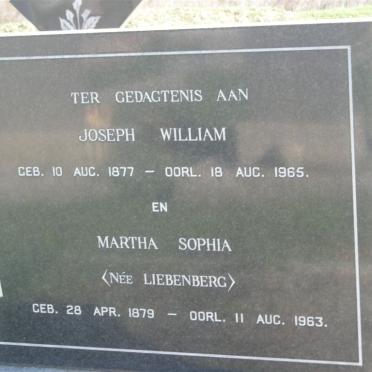 TER GEDAGTENIS AAN
JOSEPH WILLIAM
GEB. 10 AUG. 1877 — OORL. 18 AUG. 1965.
EN
MARTHA SOPHIA
(NÉE LIEBENBERG)
GEB. 28 APR. 1879 — OORL. 11 AUG. 1963.